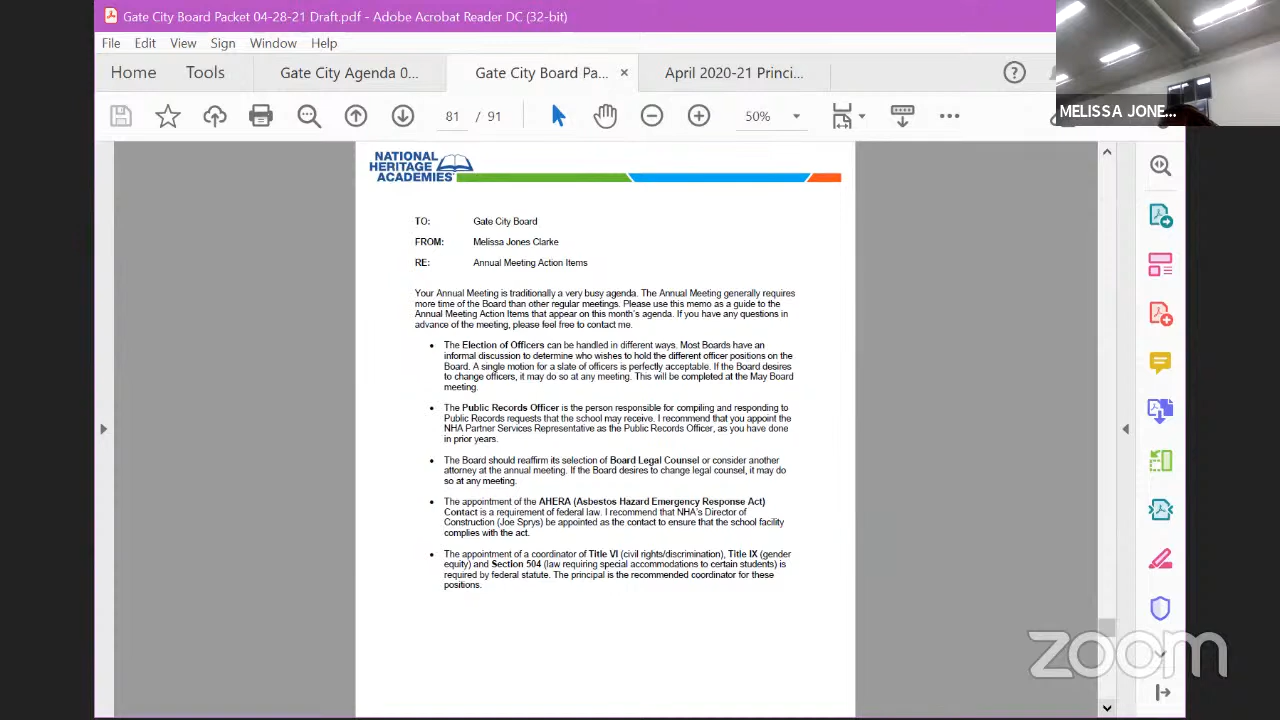 Gate City Board Packet 04-28-21 Draft.pdf - Adobe Acrobat Reader DC (32-bit)
File Edit View Sign Window Help
Home Tools Gate City Agenda 0... Gate City Board Pa... × April 2020-21 Princi...
81 / 91 50%
MELISSA JONE...
NATIONAL
HERITAGE
ACADEMIES
TO: Gate City Board
FROM: Melissa Jones Clarke
RE: Annual Meeting Action Items
Your Annual Meeting is traditionally a very busy agenda. The Annual Meeting generally requires
more time of the Board than other regular meetings. Please use this memo as a guide to the
Annual Meeting Action Items that appear on this month's agenda. If you have any questions in
advance of the meeting, please feel free to contact me.
• The Election of Officers can be handled in different ways. Most Boards have an
informal discussion to determine who wishes to hold the different officer positions on the
Board. A single motion for a slate of officers is perfectly acceptable. If the Board desires
to change officers, it may do so at any meeting. This will be completed at the May Board
meeting.
• The Public Records Officer is the person responsible for compiling and responding to
Public Records requests that the school may receive. I recommend that you appoint the
NHA Partner Services Representative as the Public Records Officer, as you have done
in prior years.
• The Board should reaffirm its selection of Board Legal Counsel or consider another
attorney at the annual meeting. If the Board desires to change legal counsel, it may do
so at any meeting.
• The appointment of the AHERA (Asbestos Hazard Emergency Response Act)
Contact is a requirement of federal law. I recommend that NHA's Director of
Construction (Joe Sprys) be appointed as the contact to ensure that the school facility
complies with the act.
• The appointment of a coordinator of Title VI (civil rights/discrimination), Title IX (gender
equity) and Section 504 (law requiring special accommodations to certain students) is
required by federal statute. The principal is the recommended coordinator for these
positions.
zoom